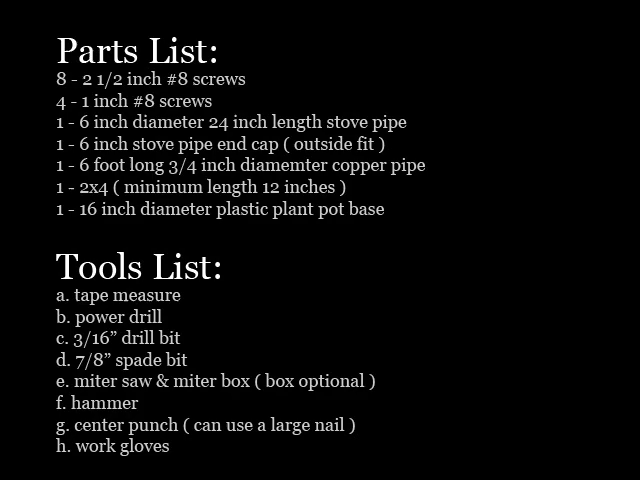 Parts List:
8 - 2 1/2 inch #8 screws
4 - 1 inch #8 screws
1 - 6 inch diameter 24 inch length stove pipe
1 - 6 inch stove pipe end cap ( outside fit )
1 - 6 foot long 3/4 inch diamemter copper pipe
1 - 2x4 ( minimum length 12 inches )
1 - 16 inch diameter plastic plant pot base
Tools List:
a. tape measure
b. power drill
c. 3/16” drill bit
d. 7/8” spade bit
e. miter saw & miter box ( box optional )
f. hammer
g. center punch ( can use a large nail )
h. work gloves